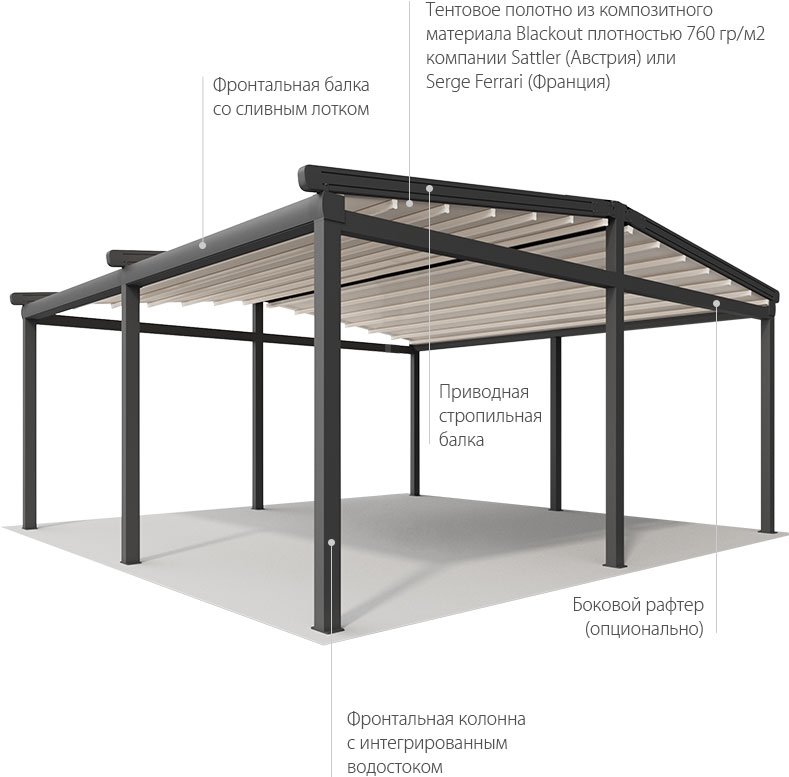 Тентовое полотно из композитного
материала Blackout плотностью 760 гр/м2
компании Sattler (Австрия) или
Serge Ferrari (Франция)
Фронтальная балка
со сливным лотком
Приводная
стропильная
балка
Боковой рафтер
(опционально)
Фронтальная колонна
с интегрированным
водостоком